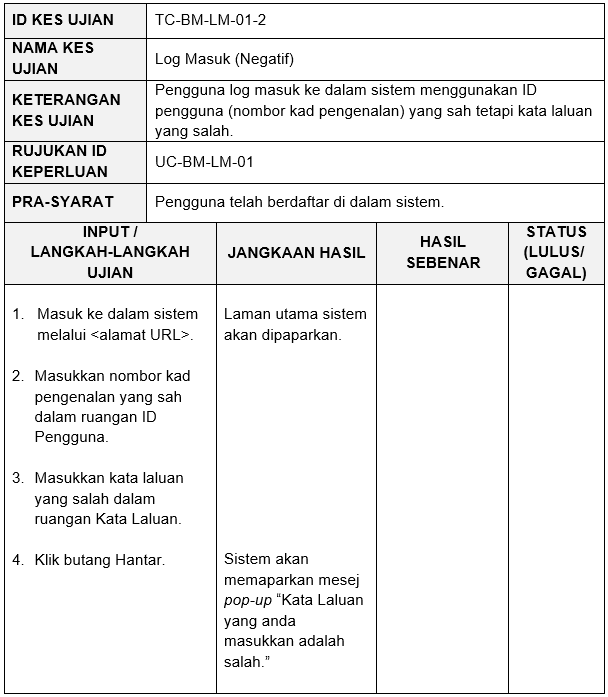 ID KES UJIAN
TC-BM-LM-01-2
NAMA KES
UJIAN
Log Masuk (Negatif)
KETERANGAN
KES UJIAN
Pengguna log masuk ke dalam sistem menggunakan ID
pengguna (nombor kad pengenalan) yang sah tetapi kata laluan
yang salah.
RUJUKAN ID
KEPERLUAN
UC-BM-LM-01
PRA-SYARAT
Pengguna telah berdaftar di dalam sistem.
INPUT /
LANGKAH-LANGKAH
UJIAN
JANGKAAN HASIL
HASIL
SEBENAR
STATUS
(LULUS/
GAGAL)
1. Masuk ke dalam sistem
melalui <alamat URL>.
Laman utama sistem
akan dipaparkan.
2. Masukkan nombor kad
pengenalan yang sah
dalam ruangan ID
Pengguna.
3. Masukkan kata laluan
yang salah dalam
ruangan Kata Laluan.
4. Klik butang Hantar.
Sistem akan
memaparkan mesej
pop-up “Kata Laluan
yang anda
masukkan adalah
salah.”